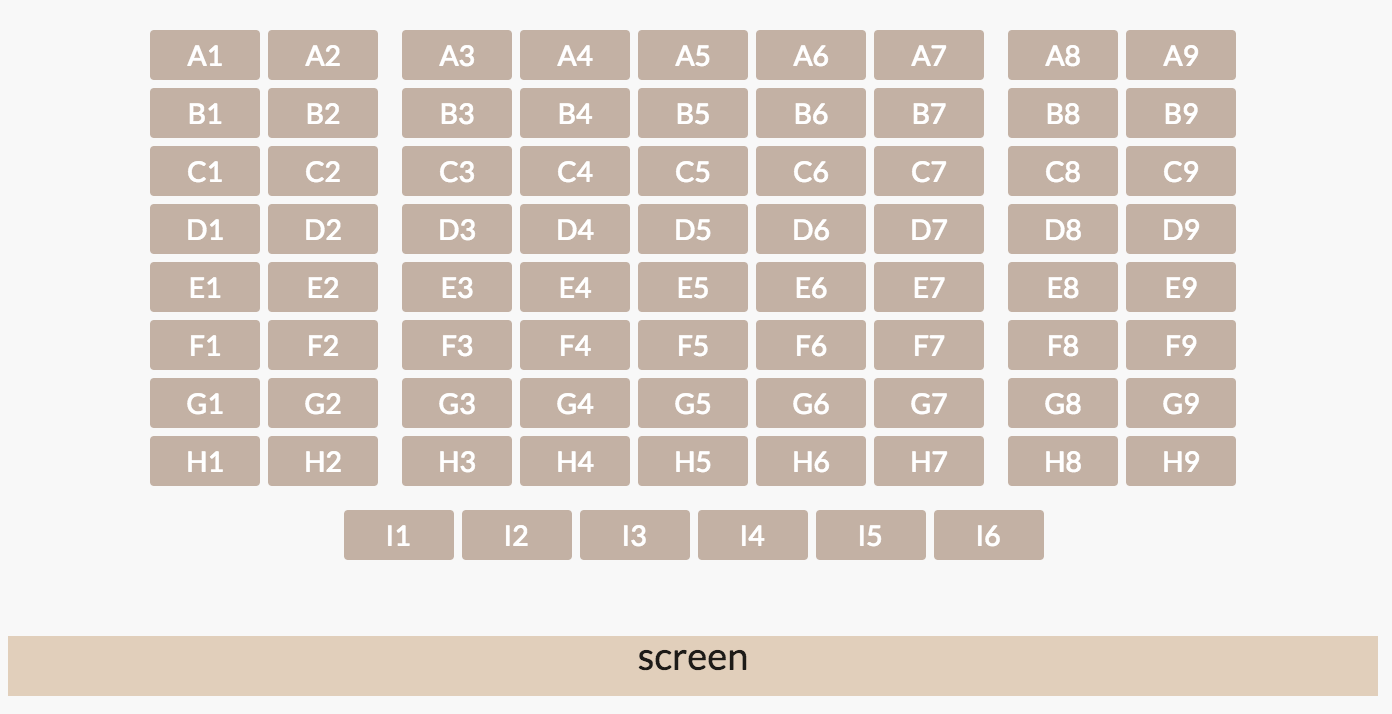 A1 A2 A3 A4 A5 A6 A7 A8 A9
B1 B2 B3 B4 B5 B6 B7 B8 B9
C1 C2 C3 C4 C5 C6 C7 C8 C9
D1 D2 D3 D4 D5 D6 D7 D8 D9
E1 E2 E3 E4 E5 E6 E7 E8 E9
F1 F2 F3 F4 F5 F6 F7 F8 F9
G1 G2 G3 G4 G5 G6 G7 G8 G9
H1 H2 H3 H4 H5 H6 H7 H8 H9
I1 I2 I3 I4 I5 I6
screen